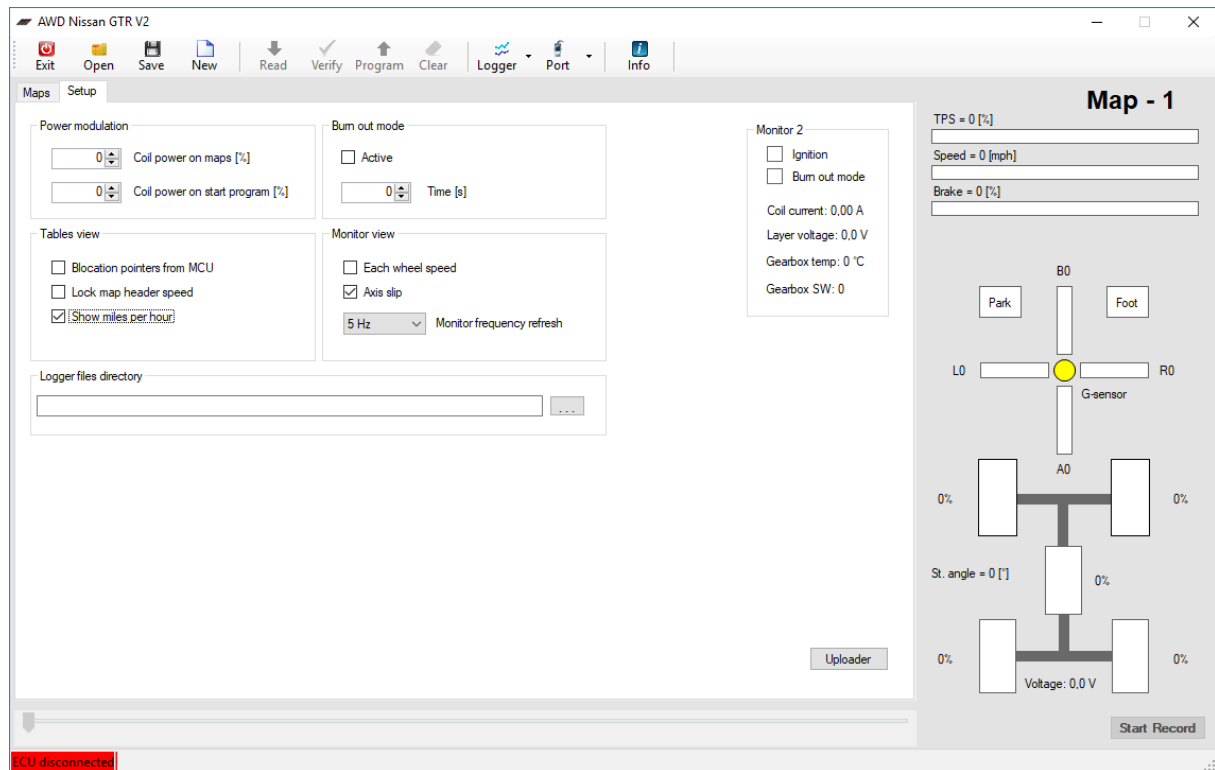 AWD Nissan GTR V2
Exit Open Save New Read Verify Program Clear Logger Port Info
Maps Setup
Power modulation
0 Coil power on maps [%]
0 Coil power on start program [%]
Burn out mode
Active
0 Time [s]
Monitor 2
Ignition
Burn out mode
Coil current: 0,00 A
Layer voltage: 0,0 V
Gearbox temp: 0 °C
Gearbox SW: 0
Tables view
Blocation pointers from MCU
Lock map header speed
Show miles per hour
Monitor view
Each wheel speed
Axis slip
5 Hz Monitor frequency refresh
Logger files directory
...
Uploader
Map - 1
TPS = 0 [%]
Speed = 0 [mph]
Brake = 0 [%]
B0
Park Foot
L0 R0
G-sensor
A0
0% 0%
St. angle = 0 [°]
0%
0% 0%
Voltage: 0,0 V
Start Record
ECU disconnected